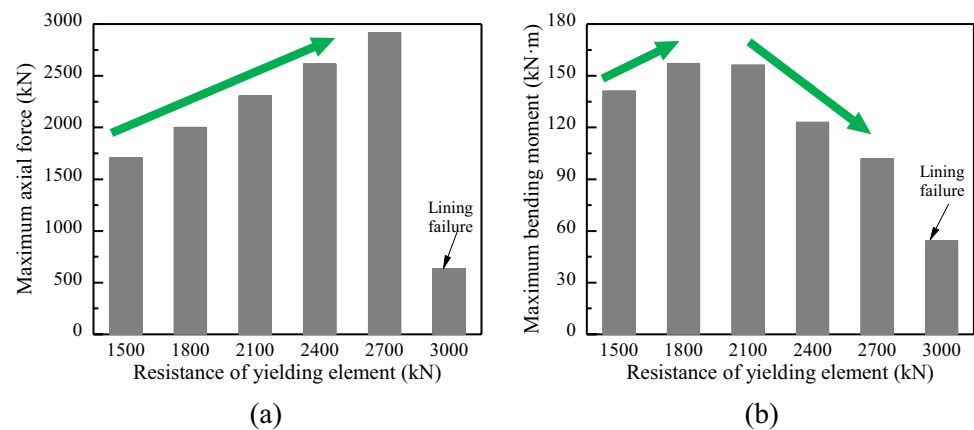 Maximum axial force (kN)
3000
2500
2000
1500
1000
500
0
Lining
failure
1500 1800 2100 2400 2700 3000
Resistance of yielding element (kN)
(a)
Maximum bending moment (kN·m)
180
150
120
90
60
30
0
Lining
failure
1500 1800 2100 2400 2700 3000
Resistance of yielding element (kN)
(b)